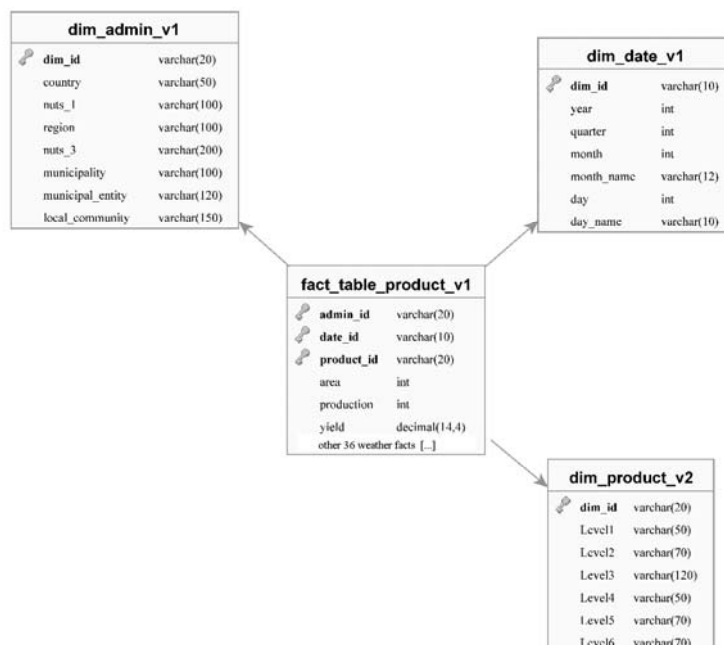 dim_admin_v1
dim_id varchar(20)
country varchar(50)
nuts_1 varchar(100)
region varchar(100)
nuts_3 varchar(200)
municipality varchar(100)
municipal_entity varchar(120)
local_community varchar(150)
dim_date_v1
dim_id varchar(10)
year int
quarter int
month int
month_name varchar(12)
day int
day_name varchar(10)
fact_table_product_v1
admin_id varchar(20)
date_id varchar(10)
product_id varchar(20)
area int
production int
yield decimal(14,4)
other 36 weather facts [...]
dim_product_v2
dim_id varchar(20)
Level1 varchar(50)
Level2 varchar(70)
Level3 varchar(120)
Level4 varchar(50)
Level5 varchar(70)
Level6 varchar(70)